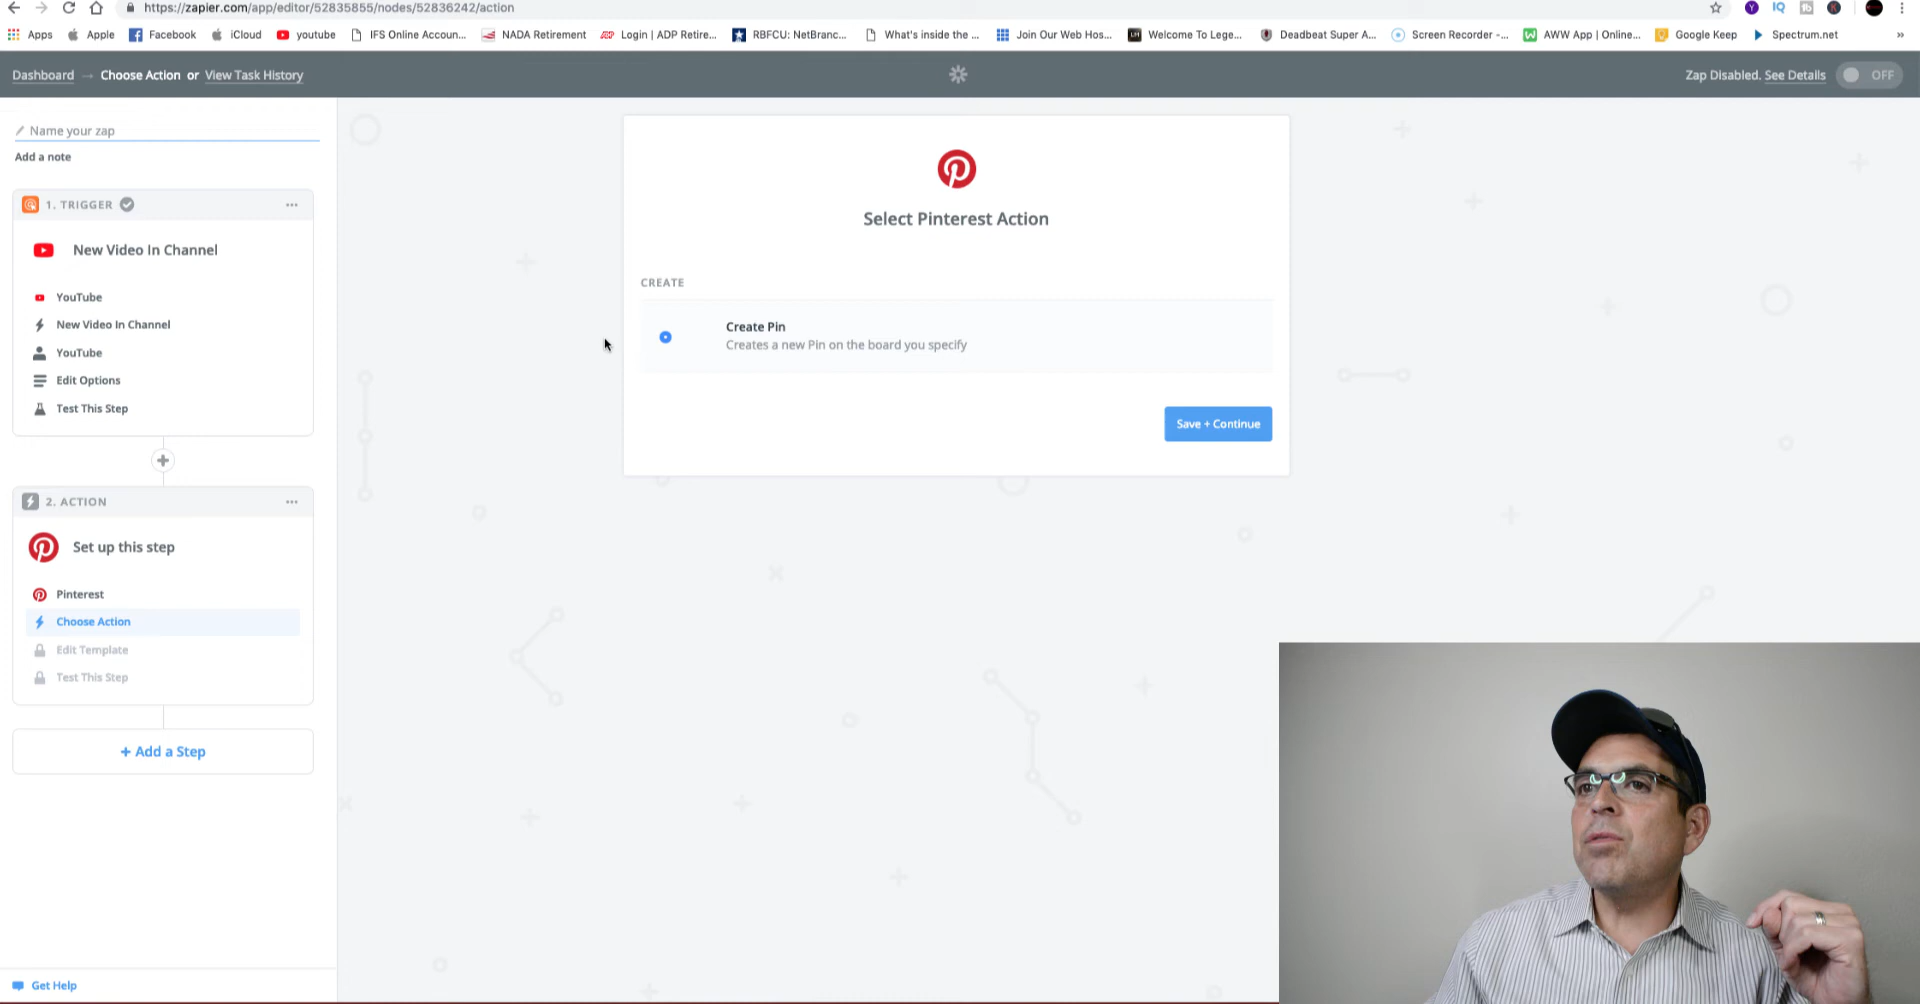 https://zapier.com/app/editor/52835855/nodes/52836242/action
Apps Apple Facebook iCloud youtube IFS Online Accoun... NADA Retirement Login | ADP Retire... RBFCU: NetBranc... What's inside the ... Join Our Web Hos... Welcome To Lege... Deadbeat Super A... Screen Recorder -... AWW App | Online... Google Keep Spectrum.net »
Dashboard → Choose Action or View Task History
Zap Disabled. See Details OFF
Name your zap
Add a note
1. TRIGGER
New Video In Channel
YouTube
New Video In Channel
YouTube
Edit Options
Test This Step
2. ACTION
Set up this step
Pinterest
Choose Action
Edit Template
Test This Step
+ Add a Step
Get Help
Select Pinterest Action
CREATE
Create Pin
Creates a new Pin on the board you specify
Save + Continue